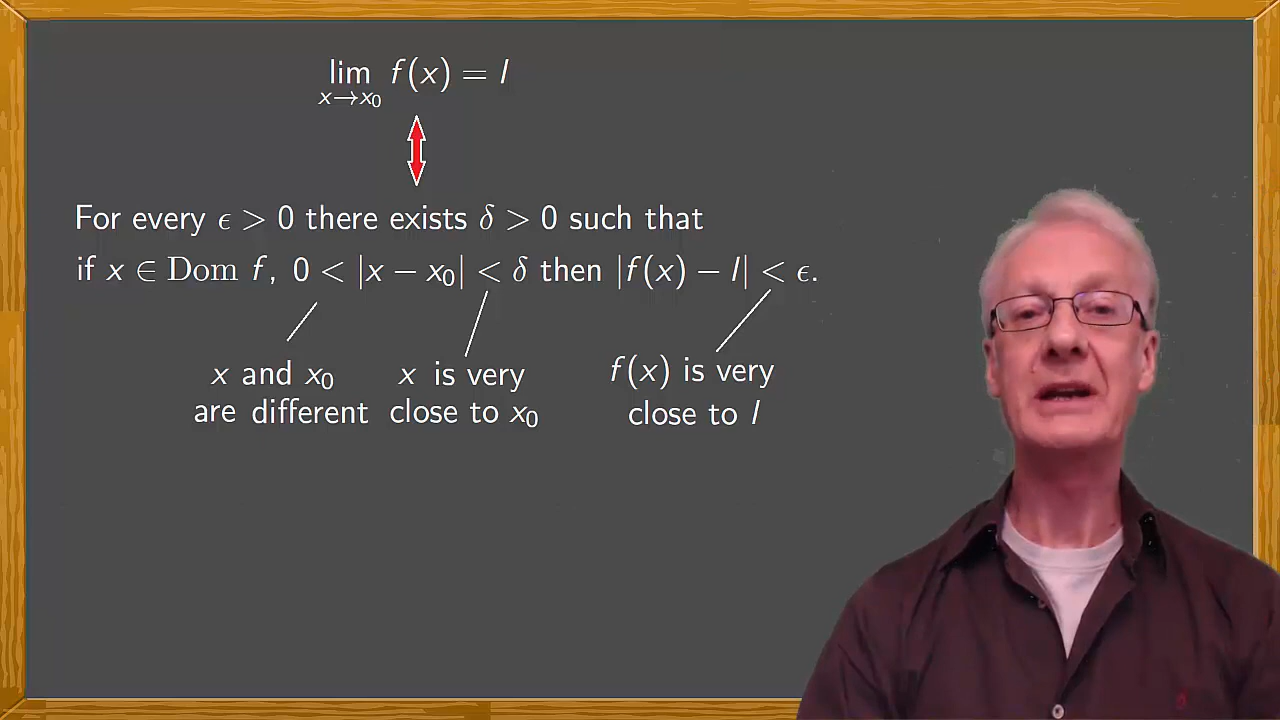 lim f(x) = l
x→x₀
For every ϵ > 0 there exists δ > 0 such that
if x ∈ Dom f, 0 < |x − x₀| < δ then |f(x) − l| < ϵ.
x and x₀
are different
x is very
close to x₀
f(x) is very
close to l